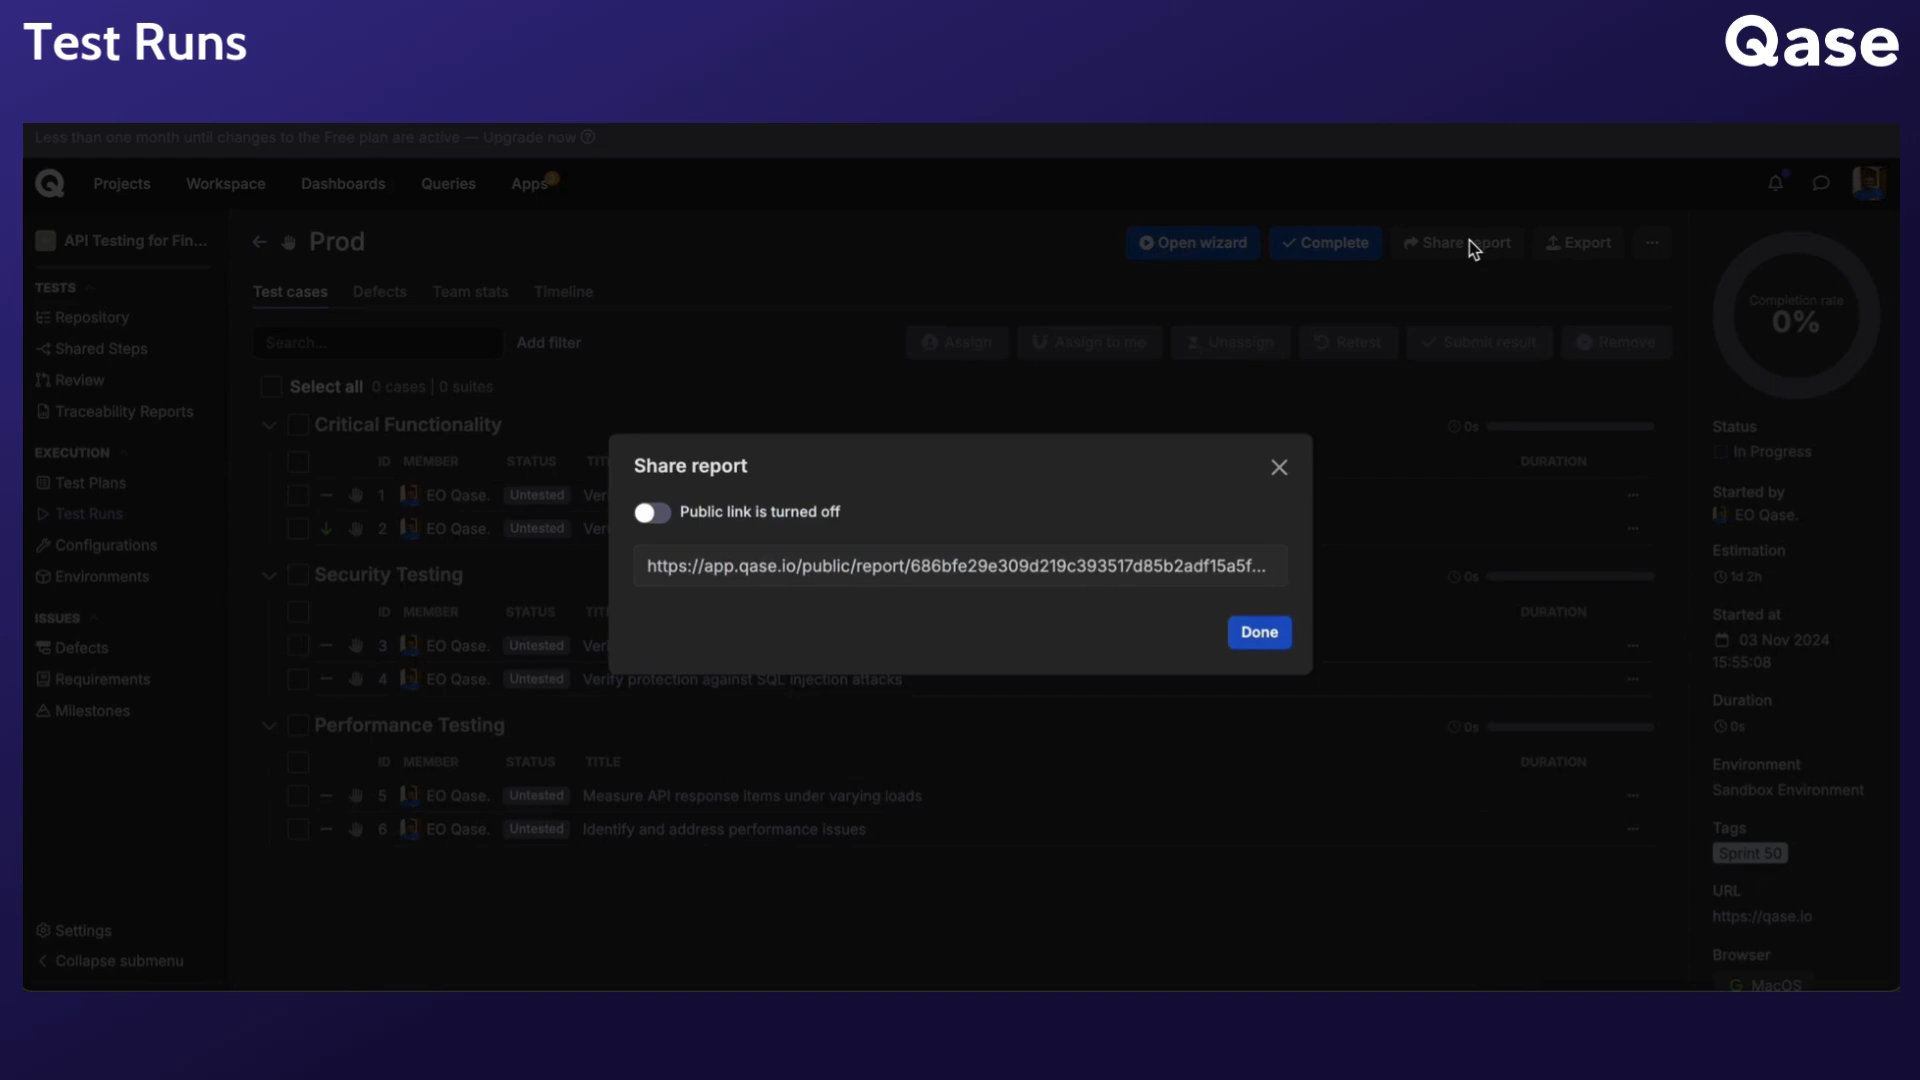 Test Runs
Qase
Less than one month until changes to the Free plan are active — Upgrade now
Projects
Workspace
Dashboards
Queries
Apps
API Testing for Fin...
Prod
Open wizard
Complete
Share report
Export
Test cases
Defects
Team stats
Timeline
Search...
Add filter
Assign
Assign to me
Unassign
Retest
Submit result
Remove
Select all 0 cases | 0 suites
TESTS
Repository
Shared Steps
Review
Traceability Reports
EXECUTION
Test Plans
Test Runs
Configurations
Environments
ISSUES
Defects
Requirements
Milestones
Settings
Collapse submenu
Critical Functionality
0s
ID MEMBER STATUS DURATION
1 EO Qase. Untested
2 EO Qase. Untested
Security Testing
0s
ID MEMBER STATUS DURATION
3 EO Qase. Untested
4 EO Qase. Untested Verify protection against SQL injection attacks
Performance Testing
0s
ID MEMBER STATUS TITLE DURATION
5 EO Qase. Untested Measure API response items under varying loads
6 EO Qase. Untested Identify and address performance issues
Share report
Public link is turned off
https://app.qase.io/public/report/686bfe29e309d219c393517d85b2adf15a5f...
Done
Completion rate
0%
Status
In Progress
Started by
EO Qase.
Estimation
1d 2h
Started at
03 Nov 2024
15:55:08
Duration
0s
Environment
Sandbox Environment
Tags
Sprint 50
URL
https://qase.io
Browser
MacOS